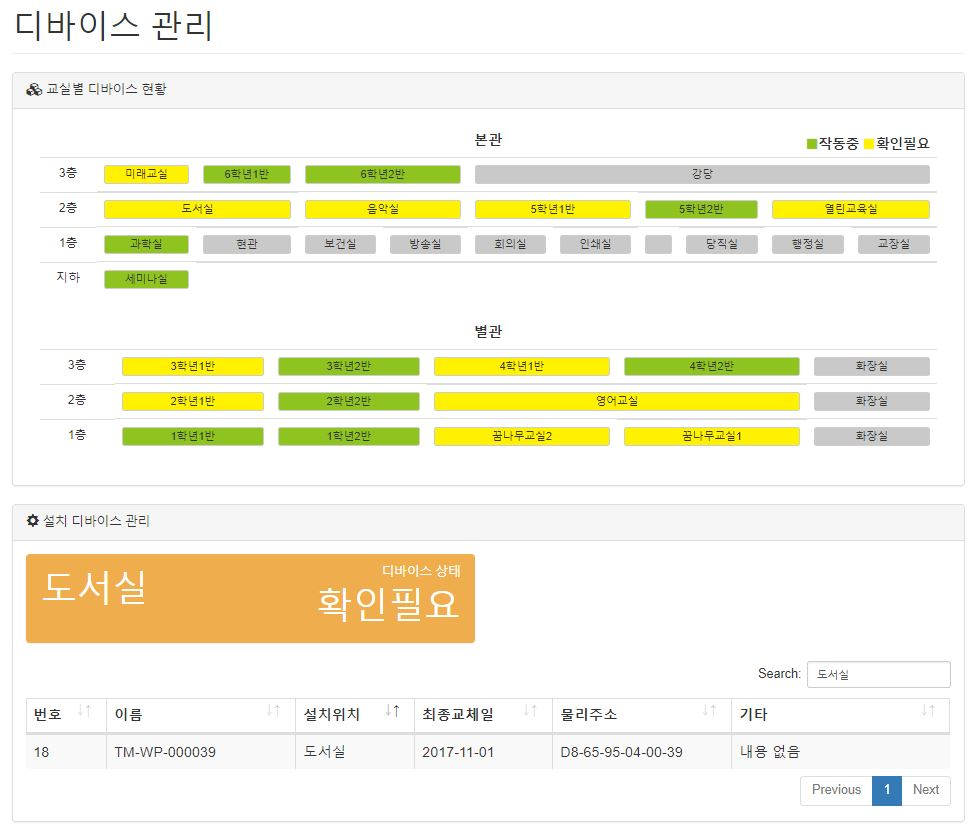 디바이스 관리
교실별 디바이스 현황
본관
작동중 확인필요
3층 미래교실 6학년1반 6학년2반 강당
2층 도서실 음악실 5학년1반 5학년2반 열린교육실
1층 과학실 현관 보건실 방송실 회의실 인쇄실 당직실 행정실 교장실
지하 세미나실
별관
3층 3학년1반 3학년2반 4학년1반 4학년2반 화장실
2층 2학년1반 2학년2반 영어교실 화장실
1층 1학년1반 1학년2반 꿈나무교실2 꿈나무교실1 화장실
설치 디바이스 관리
도서실
디바이스 상태
확인필요
Search: 도서실
번호 이름 설치위치 최종교체일 물리주소 기타
18 TM-WP-000039 도서실 2017-11-01 D8-65-95-04-00-39 내용 없음
Previous 1 Next